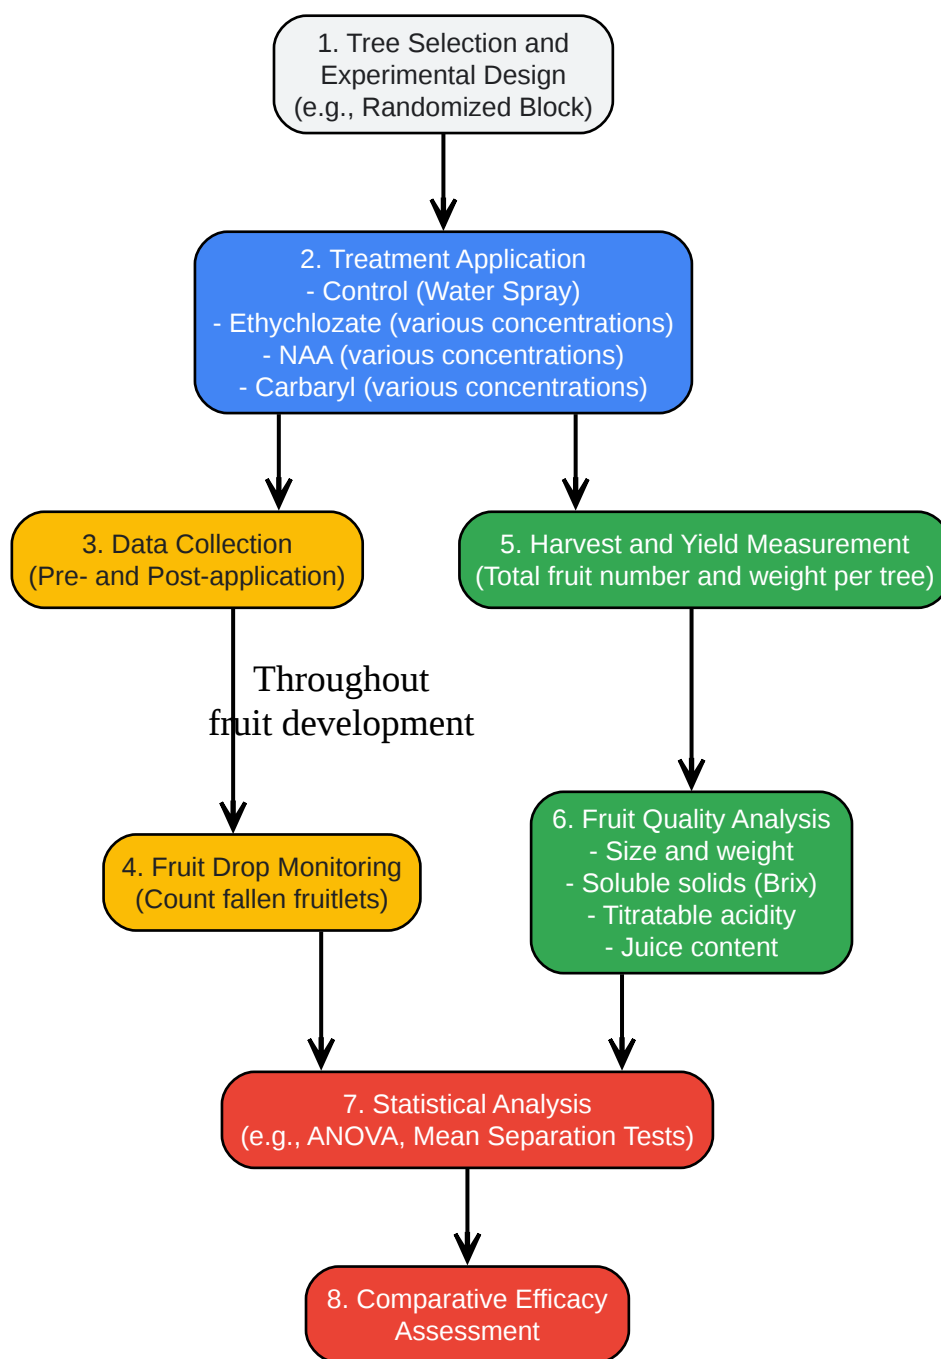 1. Tree Selection and
Experimental Design
(e.g., Randomized Block)
2. Treatment Application
- Control (Water Spray)
- Ethychlozate (various concentrations)
- NAA (various concentrations)
- Carbaryl (various concentrations)
3. Data Collection
(Pre- and Post-application)
5. Harvest and Yield Measurement
(Total fruit number and weight per tree)
Throughout
fruit development
4. Fruit Drop Monitoring
(Count fallen fruitlets)
6. Fruit Quality Analysis
- Size and weight
- Soluble solids (Brix)
- Titratable acidity
- Juice content
7. Statistical Analysis
(e.g., ANOVA, Mean Separation Tests)
8. Comparative Efficacy
Assessment